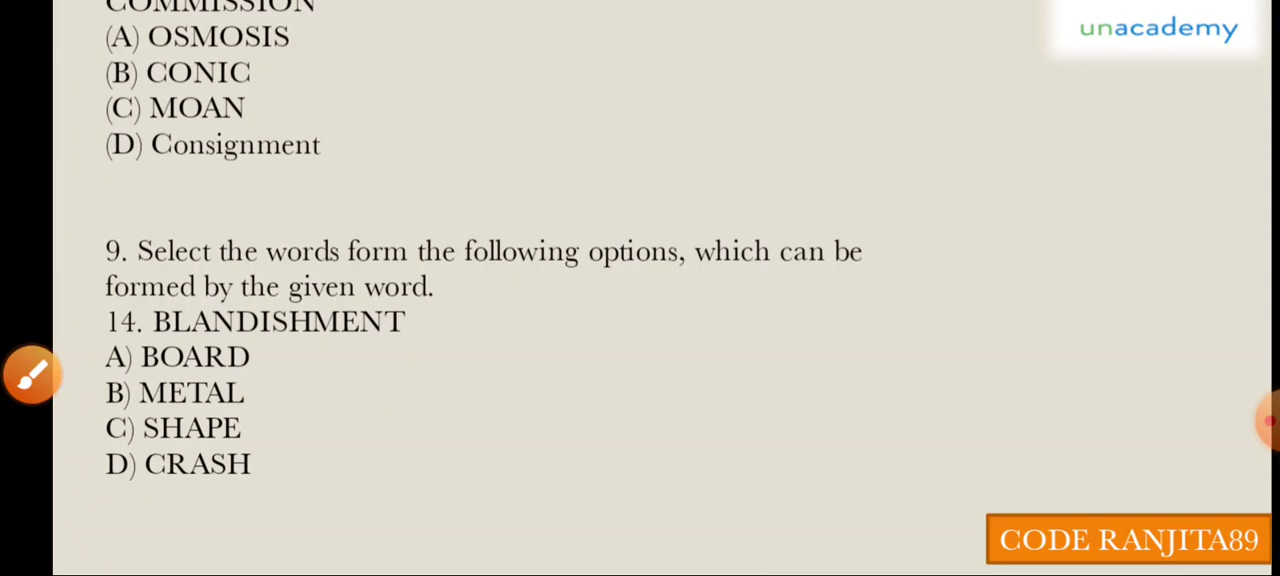 COMMISSION
(A) OSMOSIS
(B) CONIC
(C) MOAN
(D) Consignment
unacademy
9. Select the words form the following options, which can be
formed by the given word.
14. BLANDISHMENT
A) BOARD
B) METAL
C) SHAPE
D) CRASH
CODE RANJITA89